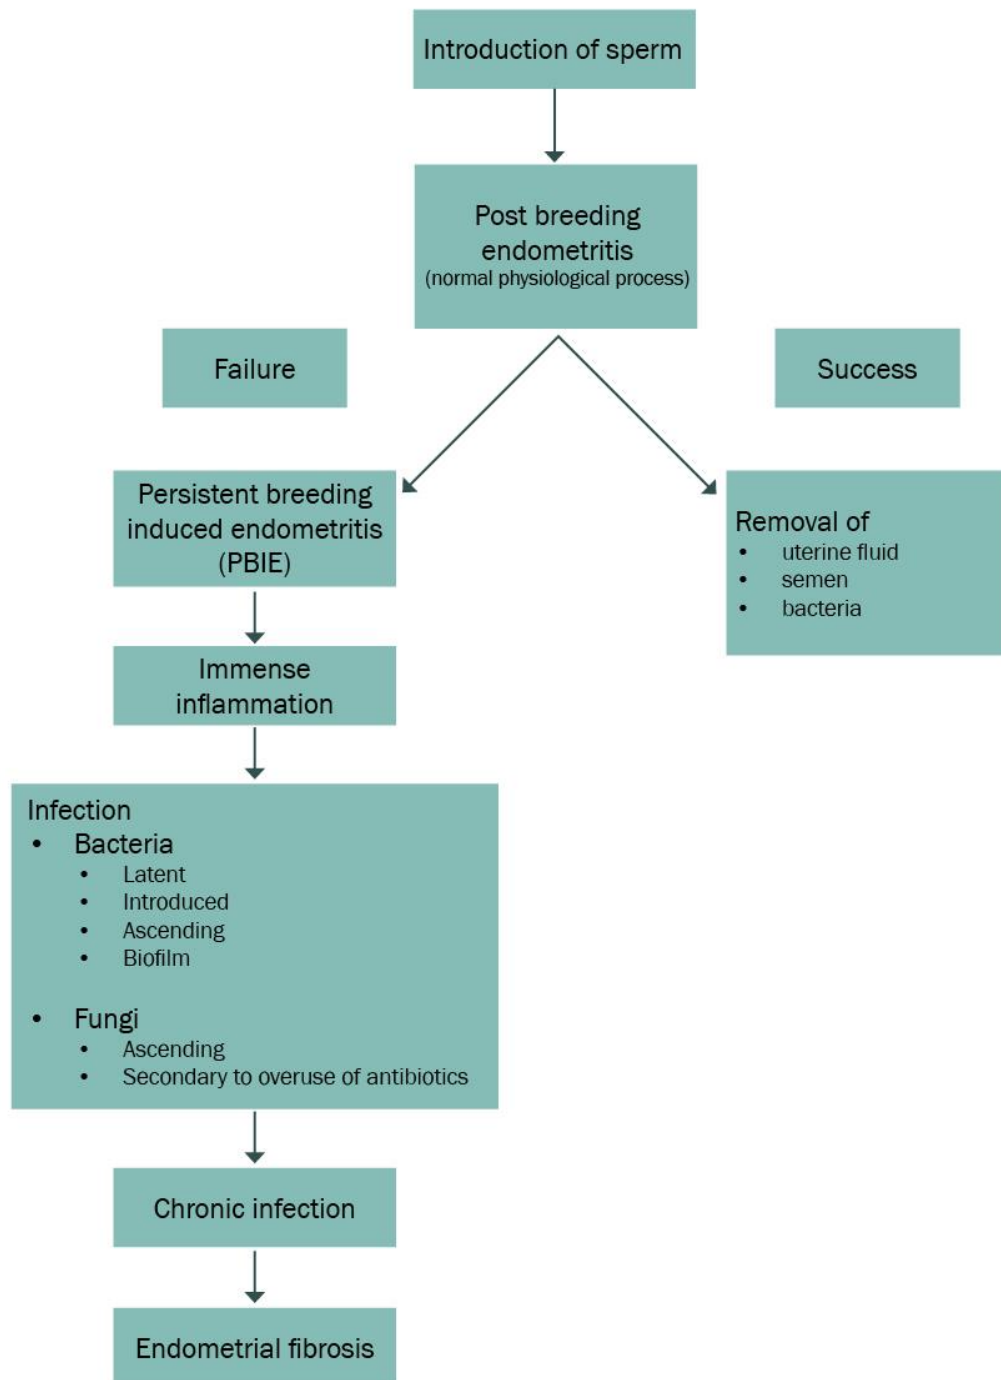 Introduction of sperm
Post breeding
endometritis
(normal physiological process)
Failure
Success
Persistent breeding
induced endometritis
(PBIE)
Removal of
• uterine fluid
• semen
• bacteria
Immense
inflammation
Infection
• Bacteria
• Latent
• Introduced
• Ascending
• Biofilm
• Fungi
• Ascending
• Secondary to overuse of antibiotics
Chronic infection
Endometrial fibrosis